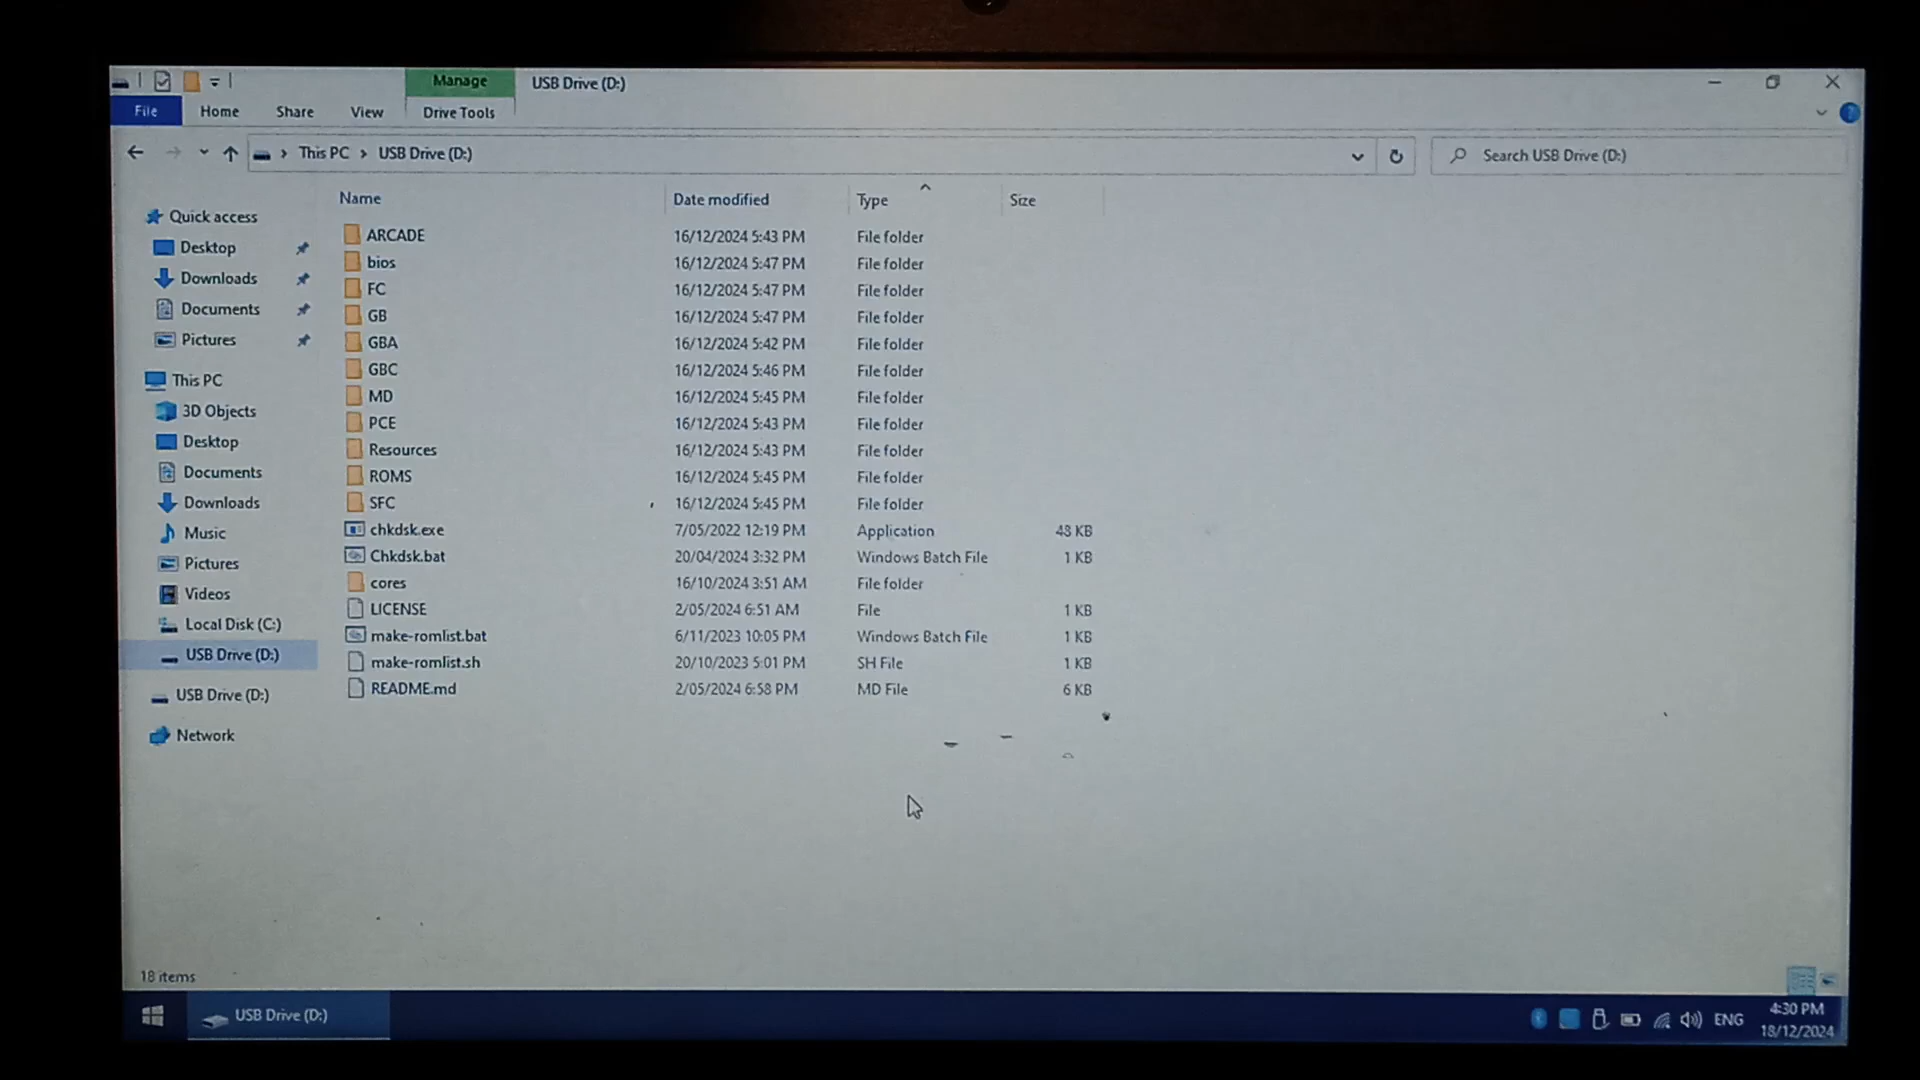 Manage USB Drive (D:)
File Home Share View Drive Tools
This PC > USB Drive (D:) Search USB Drive (D:)
Name Date modified Type Size
Quick access
Desktop
Downloads
Documents
Pictures
This PC
3D Objects
Desktop
Documents
Downloads
Music
Pictures
Videos
Local Disk (C:)
USB Drive (D:)
USB Drive (D:)
Network
ARCADE 16/12/2024 5:43 PM File folder
bios 16/12/2024 5:47 PM File folder
FC 16/12/2024 5:47 PM File folder
GB 16/12/2024 5:47 PM File folder
GBA 16/12/2024 5:42 PM File folder
GBC 16/12/2024 5:46 PM File folder
MD 16/12/2024 5:45 PM File folder
PCE 16/12/2024 5:43 PM File folder
Resources 16/12/2024 5:43 PM File folder
ROMS 16/12/2024 5:45 PM File folder
SFC 16/12/2024 5:45 PM File folder
chkdsk.exe 7/05/2022 12:19 PM Application 48 KB
Chkdsk.bat 20/04/2024 3:32 PM Windows Batch File 1 KB
cores 16/10/2024 3:51 AM File folder
LICENSE 2/05/2024 6:51 AM File 1 KB
make-romlist.bat 6/11/2023 10:05 PM Windows Batch File 1 KB
make-romlist.sh 20/10/2023 5:01 PM SH File 1 KB
README.md 2/05/2024 6:58 PM MD File 6 KB
18 items
USB Drive (D:) ENG 4:30 PM
18/12/2024